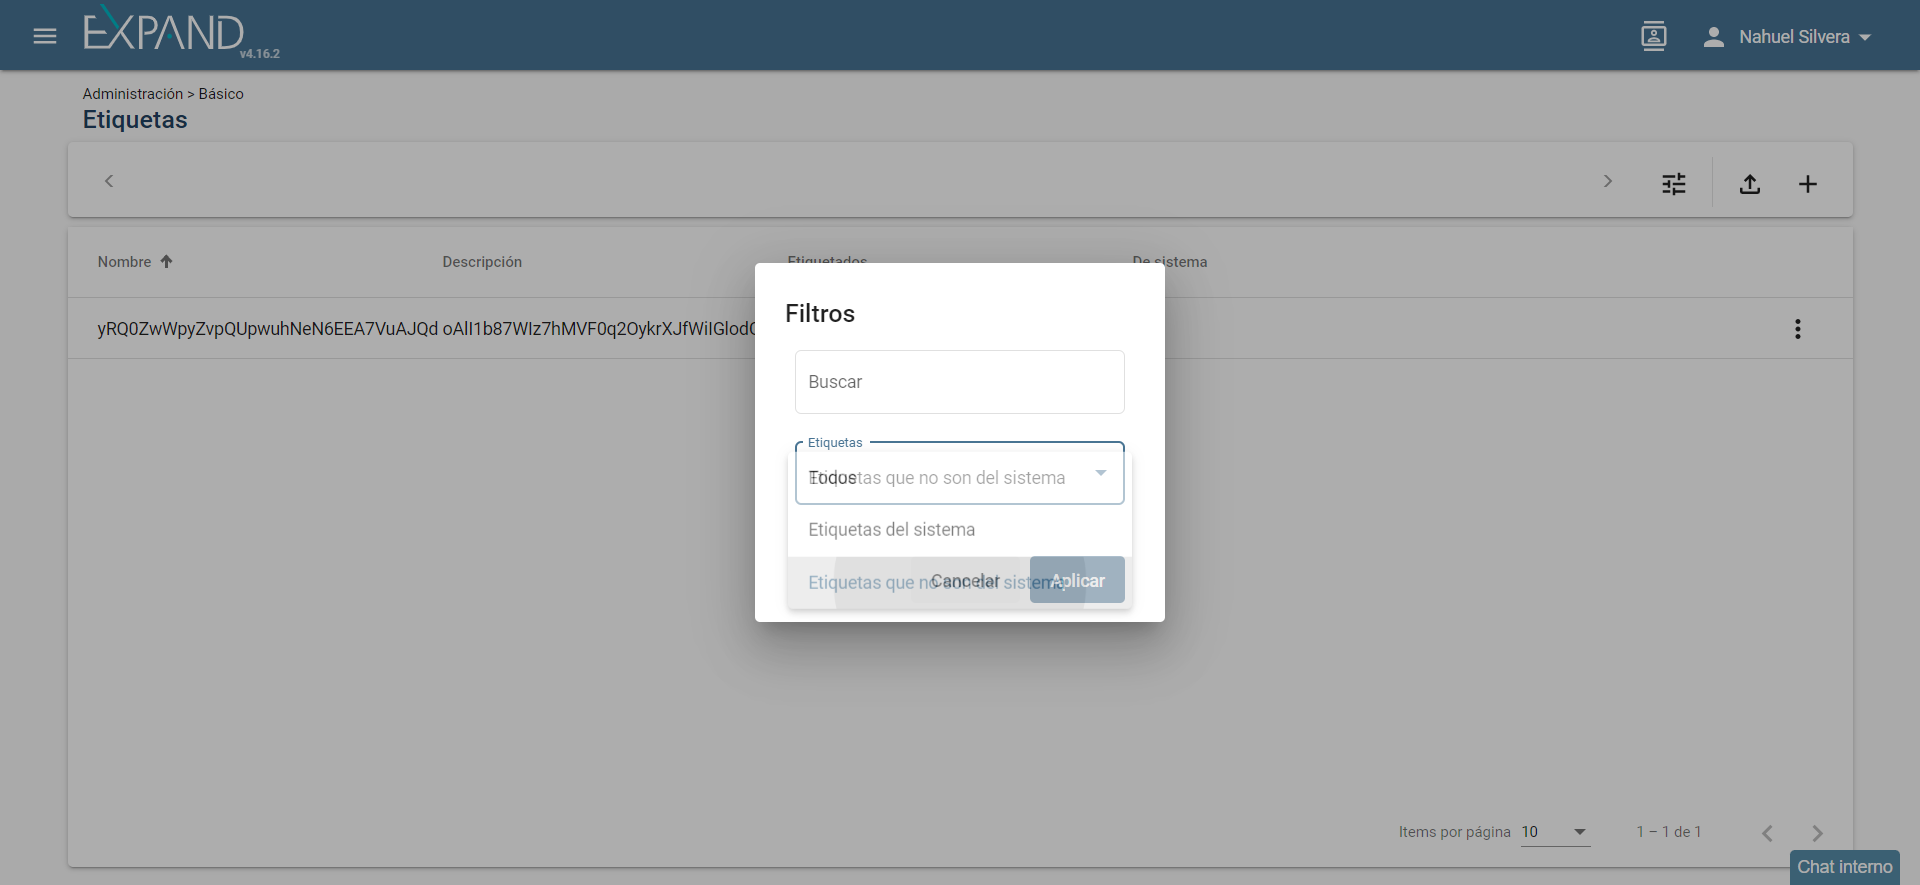 EXPAND
v4.16.2
Nahuel Silvera
Administración > Básico
Etiquetas
Nombre Descripción Etiquetados De sistema
Filtros
Buscar
Etiquetas
Todos
Etiquetas que no son del sistema
Etiquetas del sistema
Etiquetas que no son del sistema
Cancelar Aplicar
Items por página 10 1 – 1 de 1
Chat interno